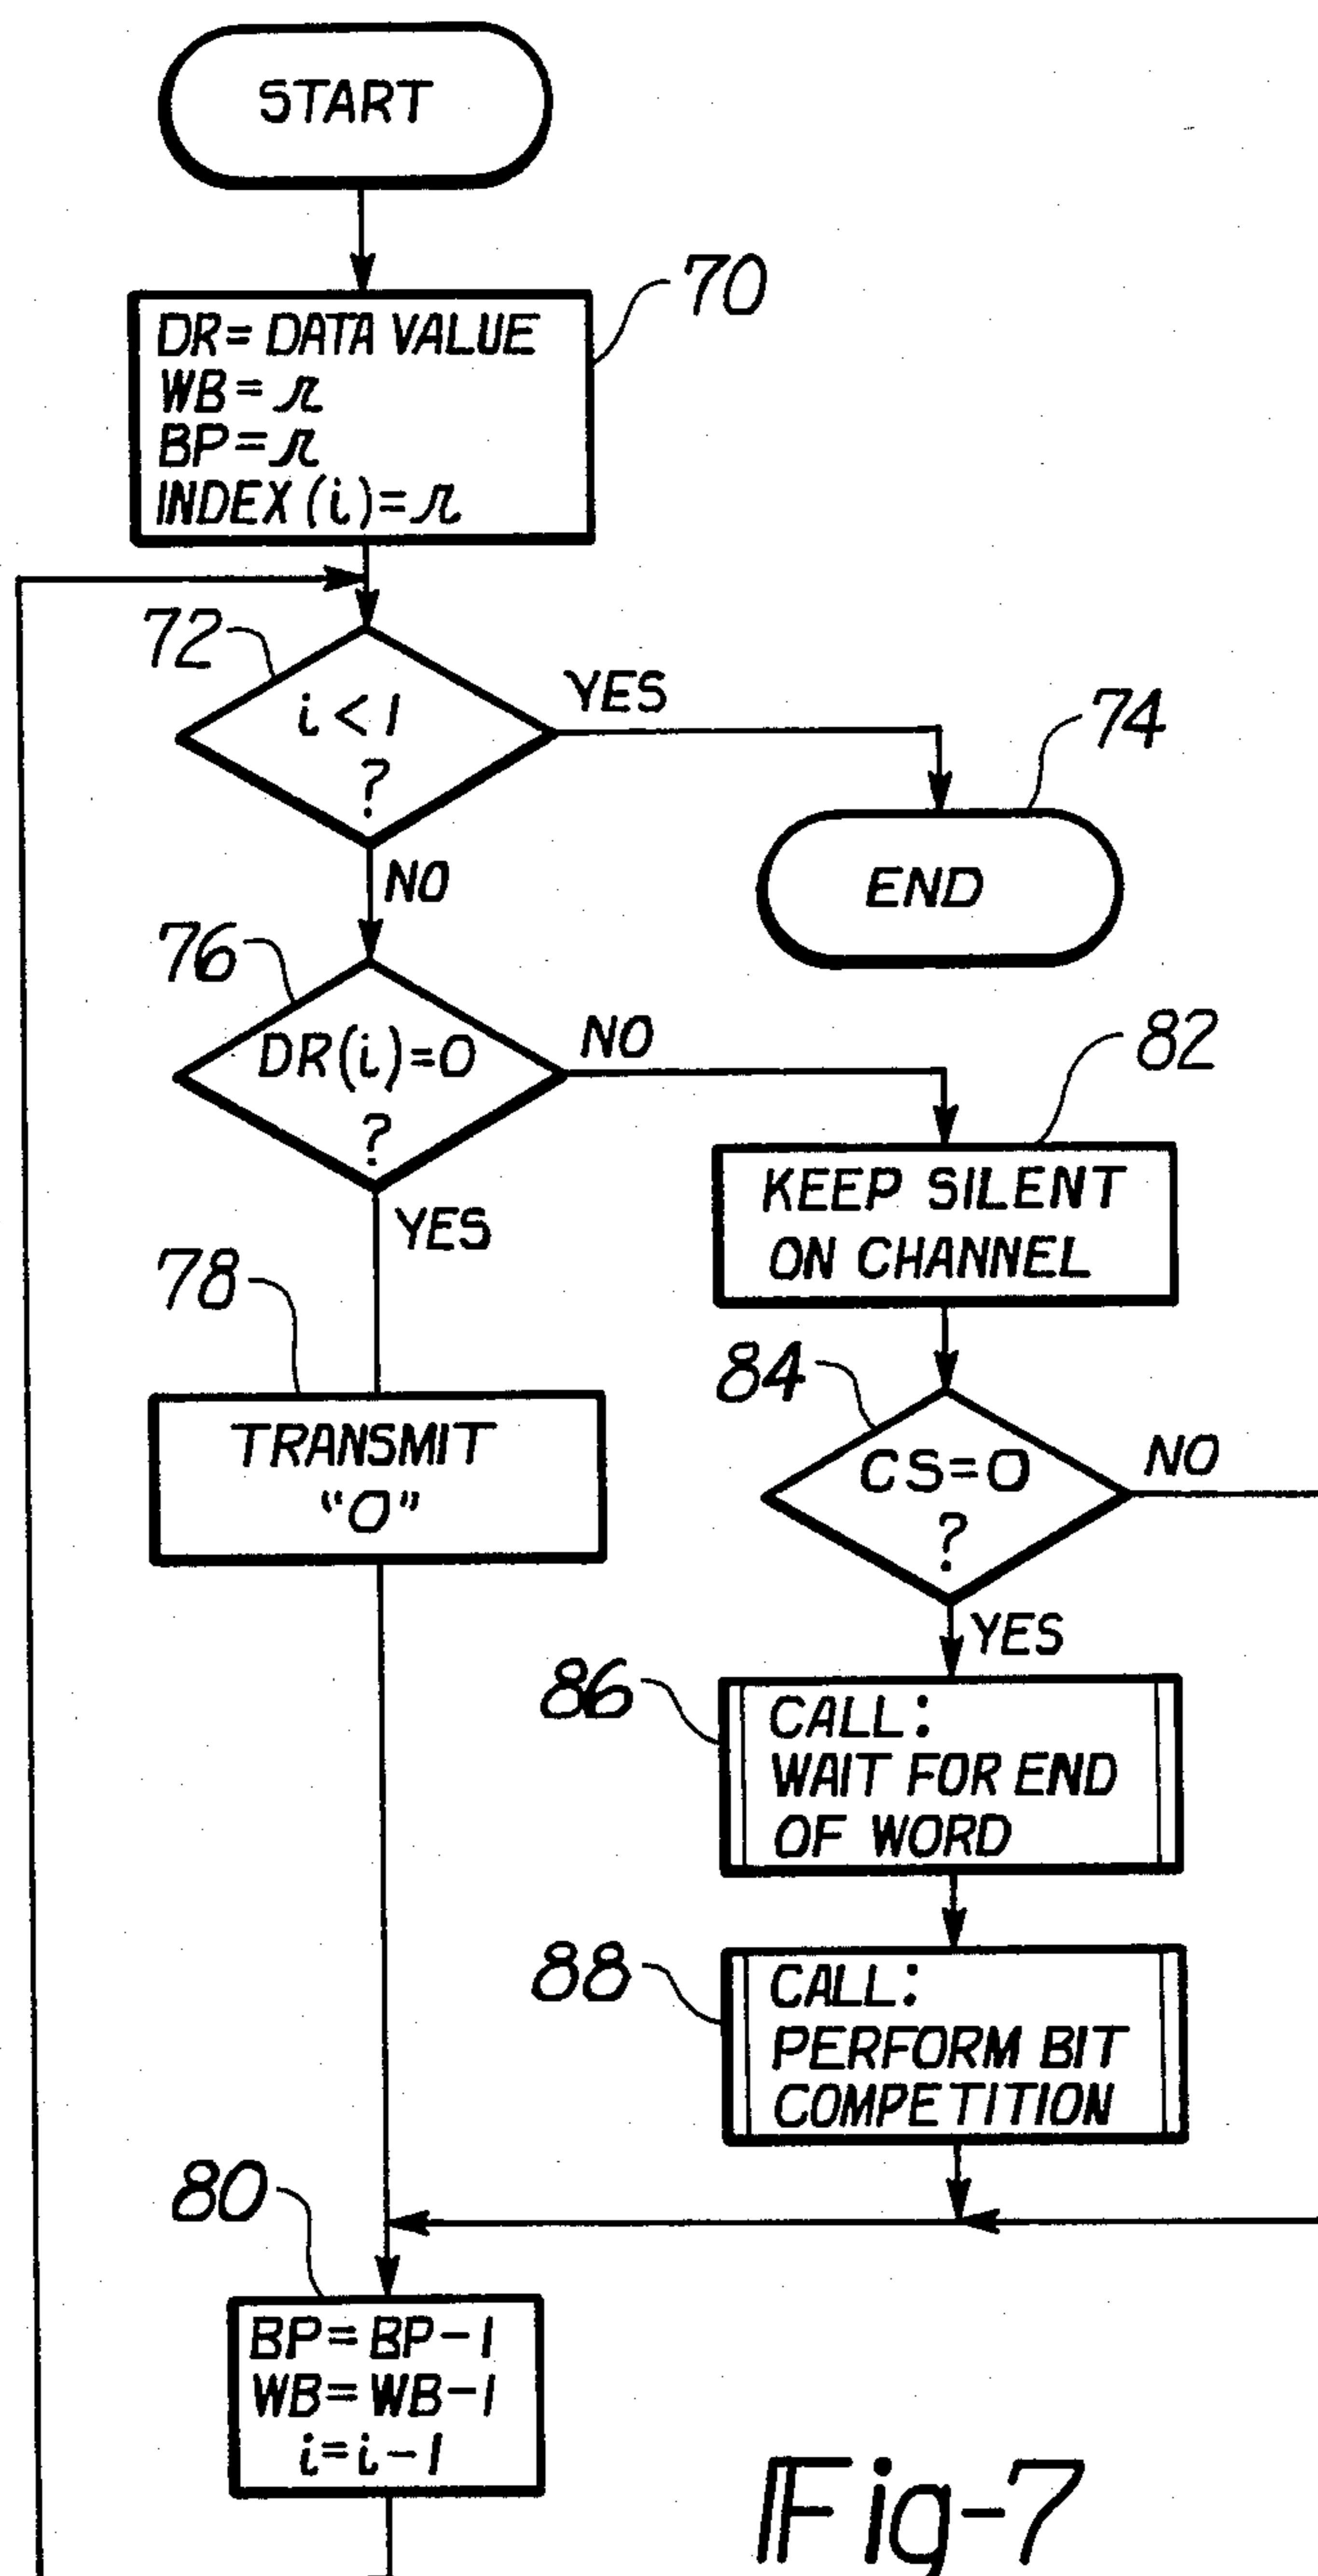 START
70
DR = DATA VALUE
WB = r
BP = r
INDEX (i) = r
72
i < 1
?
YES
74
END
NO
76
DR(i)=0
?
NO
82
KEEP SILENT
ON CHANNEL
YES
78
TRANSMIT
"0"
84
CS=0
?
NO
YES
86
CALL:
WAIT FOR END
OF WORD
88
CALL:
PERFORM BIT
COMPETITION
80
BP = BP-1
WB = WB-1
i = i-1
Fig-7